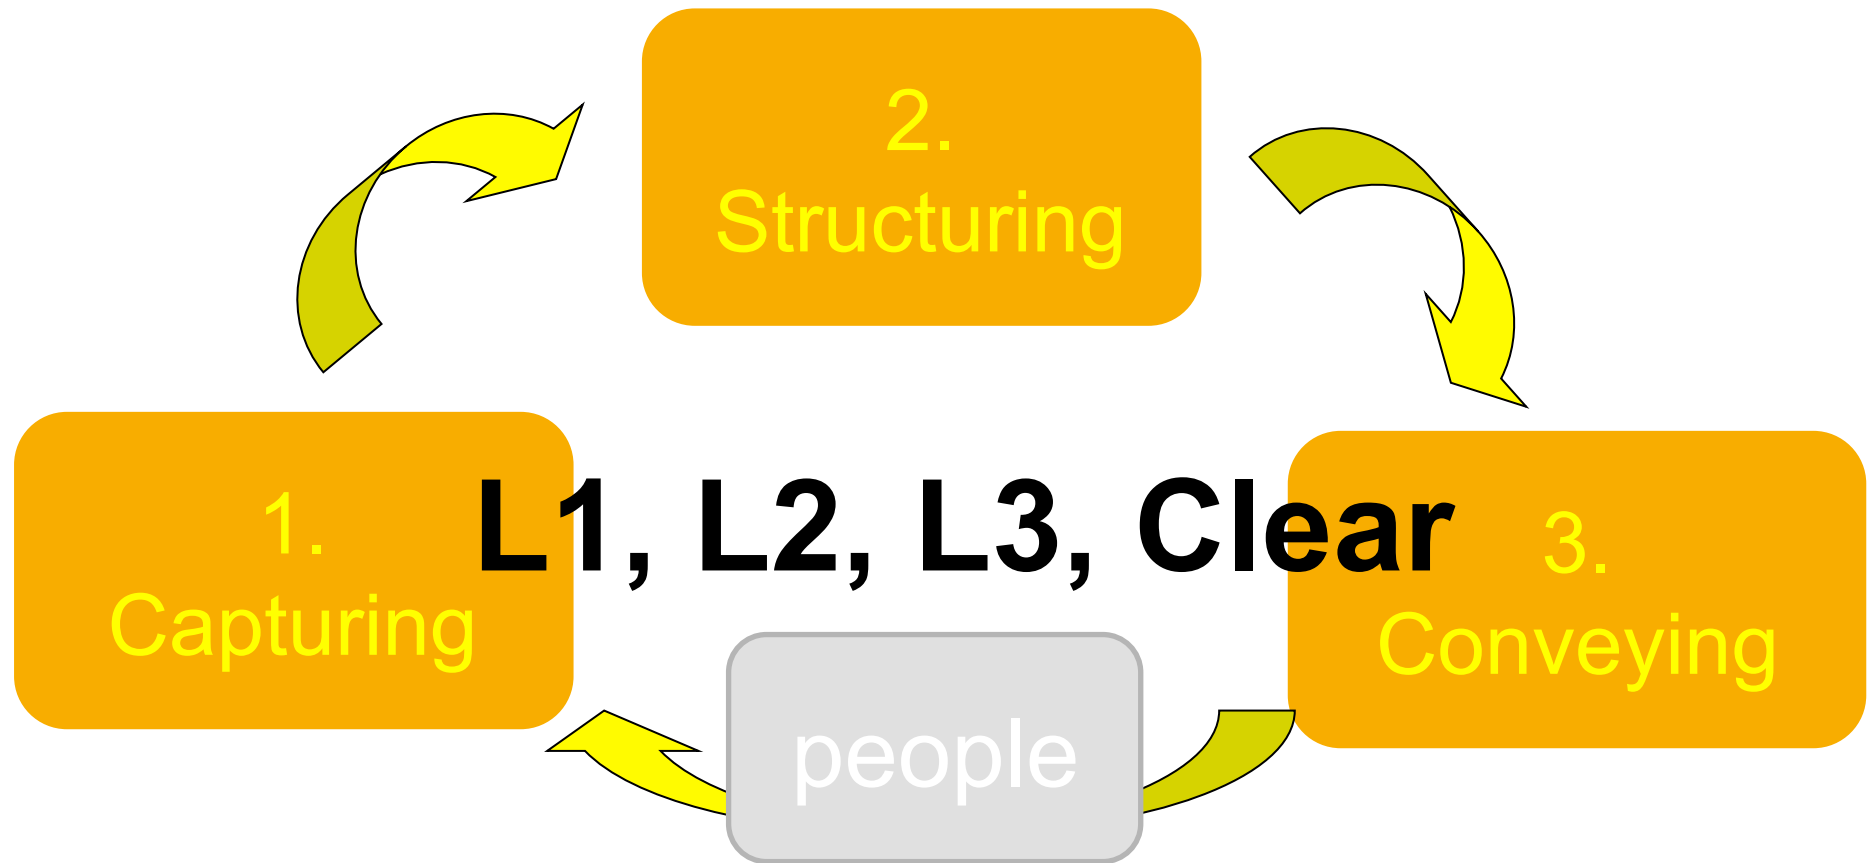 2.
Structuring
L1, L2, L3, Clear
1.
Capturing
3.
Conveying
people